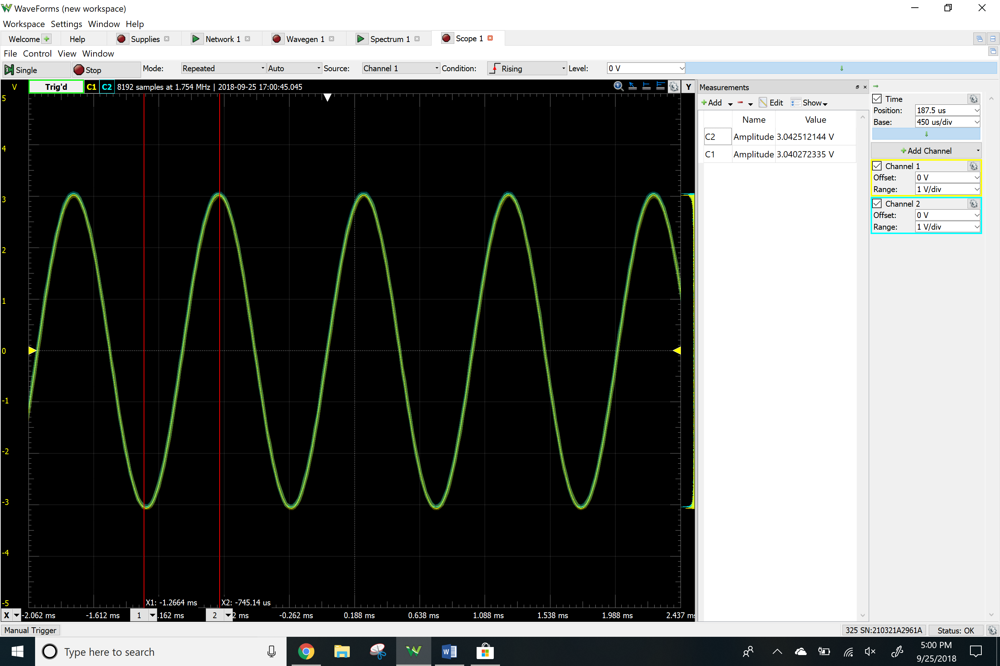 WaveForms (new workspace)
Workspace Settings Window Help
Welcome Help Supplies Network 1 Wavegen 1 Spectrum 1 Scope 1
File Control View Window
Single Stop Mode: Repeated Auto Source: Channel 1 Condition: Rising Level: 0 V
V Trig'd C1 C2 8192 samples at 1.754 MHz | 2018-09-25 17:00:45.045 Y
5
4
3
2
1
0
-1
-2
-3
-4
-5
X1: -1.2664 ms X2: -745.14 us
X -2.062 ms -1.612 ms 1 .162 ms 2 2 ms -0.262 ms 0.188 ms 0.638 ms 1.088 ms 1.538 ms 1.988 ms 2.437 ms
Measurements
Add Edit Show
Name Value
C2 Amplitude 3.042512144 V
C1 Amplitude 3.040272335 V
Time
Position: 187.5 us
Base: 450 us/div
Add Channel
Channel 1
Offset: 0 V
Range: 1 V/div
Channel 2
Offset: 0 V
Range: 1 V/div
Manual Trigger 325 SN:210321A2961A Status: OK
Type here to search
5:00 PM
9/25/2018